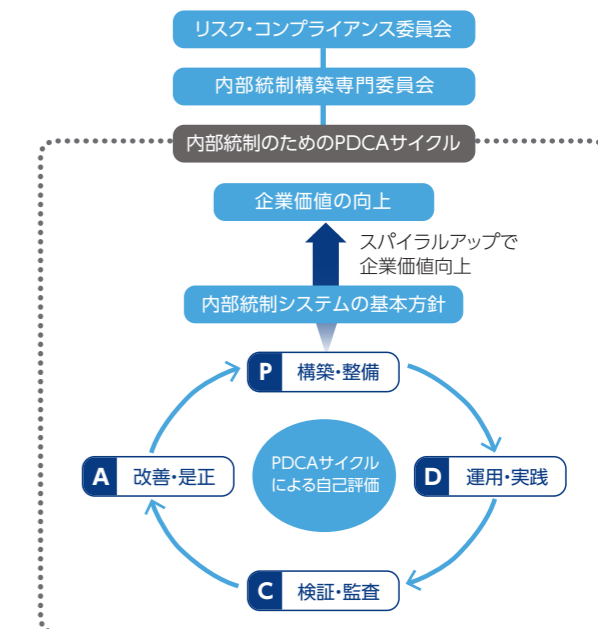 リスク・コンプライアンス委員会
内部統制構築専門委員会
内部統制のためのPDCAサイクル
企業価値の向上
スパイラルアップで
企業価値向上
内部統制システムの基本方針
P 構築・整備
A 改善・是正
PDCAサイクル
による自己評価
D 運用・実践
C 検証・監査